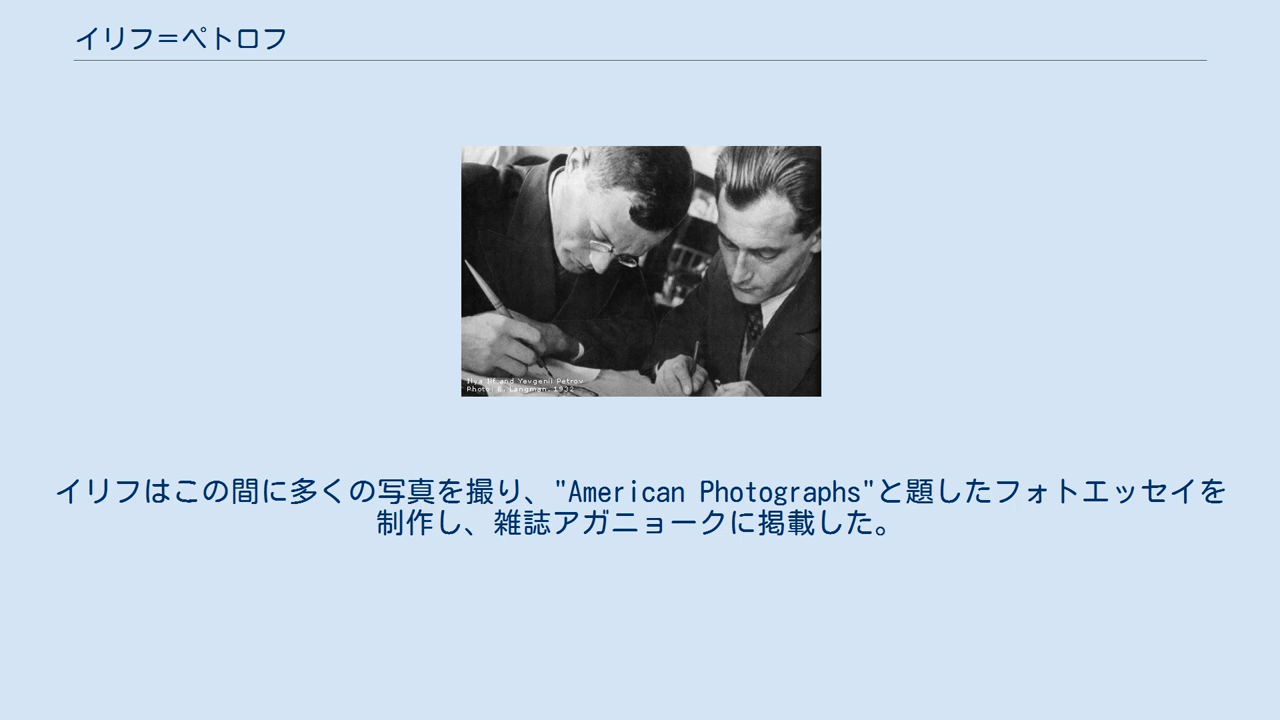 イリフ＝ペトロフ
Ilya Ilf and Yevgenii Petrov
Photo: E. Langman. 1932
イリフはこの間に多くの写真を撮り、"American Photographs"と題したフォトエッセイを
制作し、雑誌アガニョークに掲載した。